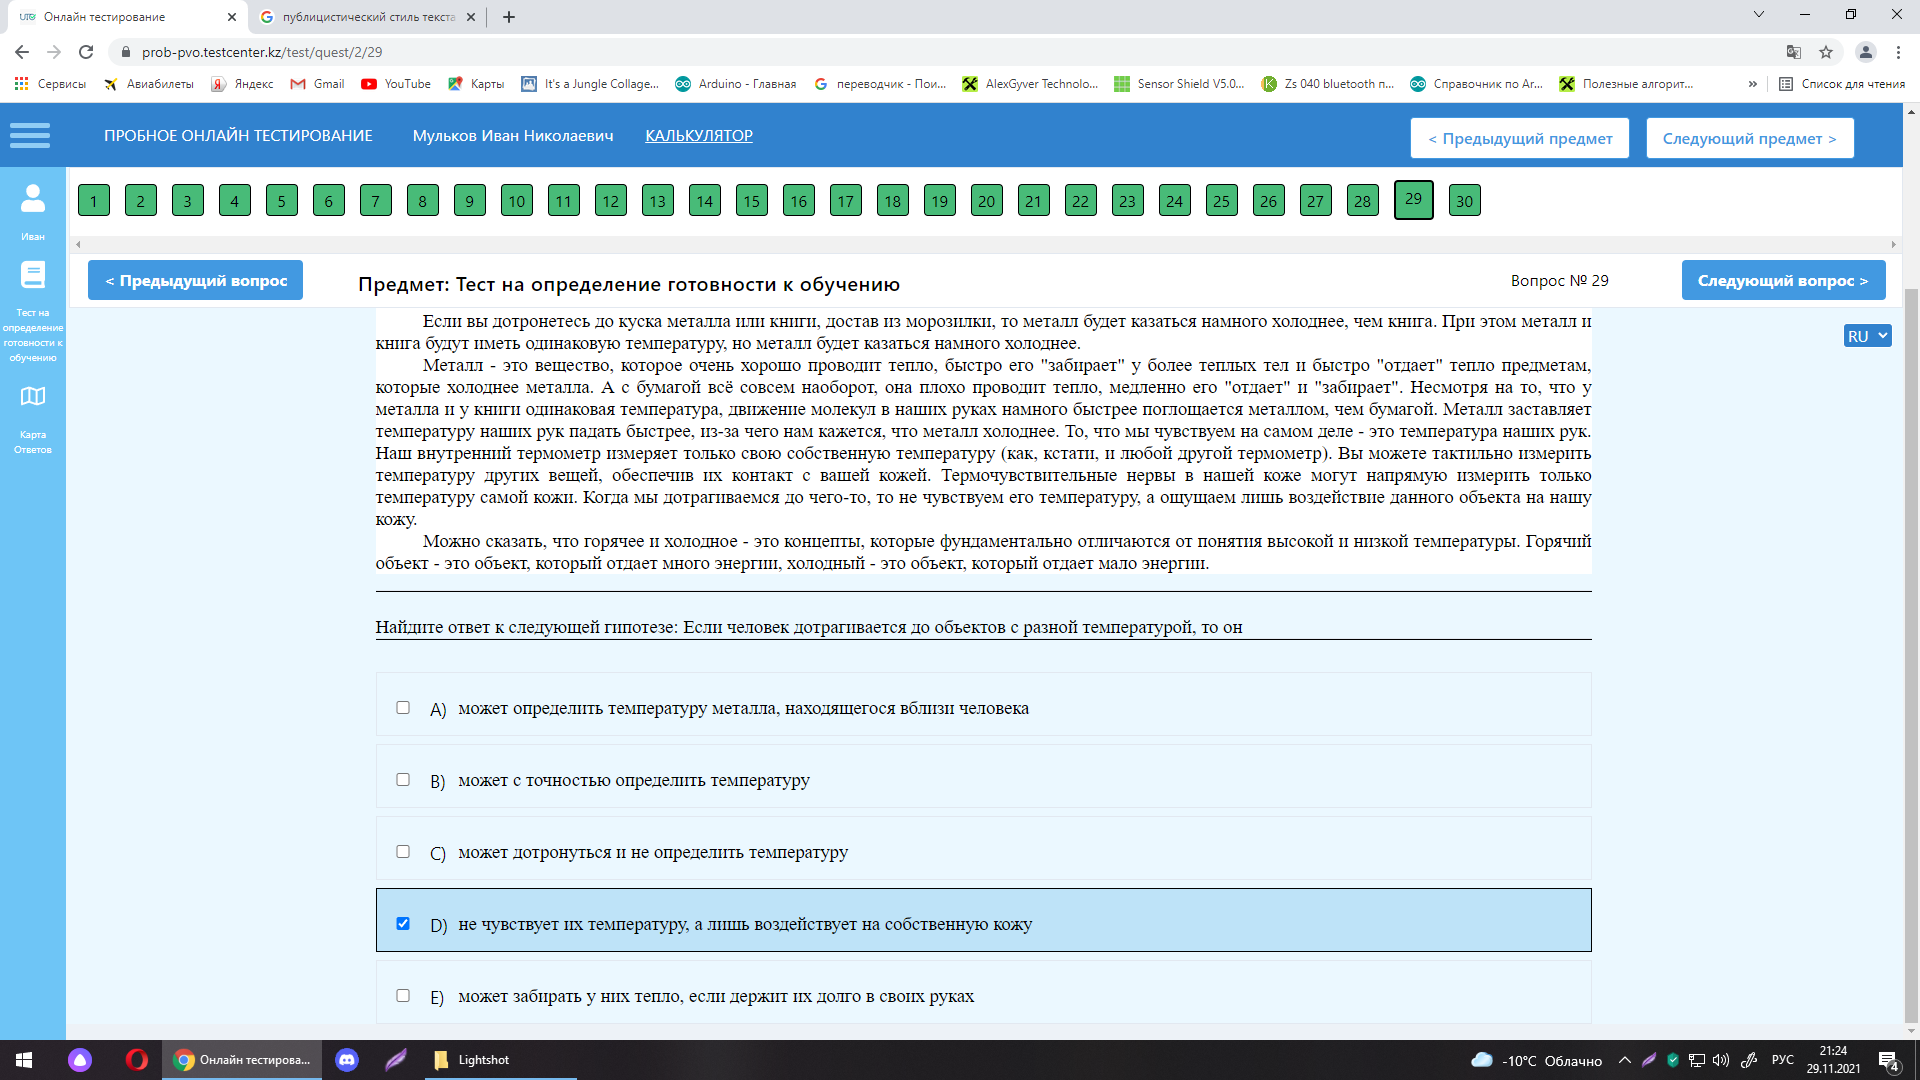 Онлайн тестирование
публицистический стиль текста
prob-pvo.testcenter.kz/test/quest/2/29
Сервисы
Авиабилеты
Яндекс
Gmail
YouTube
Карты
It's a Jungle Collage...
Arduino - Главная
переводчик - Пои...
AlexGyver Technolo...
Sensor Shield V5.0...
Zs 040 bluetooth п...
Справочник по Ar...
Полезные алгорит...
»
Список для чтения
ПРОБНОЕ ОНЛАЙН ТЕСТИРОВАНИЕ
Мульков Иван Николаевич
КАЛЬКУЛЯТОР
< Предыдущий предмет
Следующий предмет >
1 2 3 4 5 6 7 8 9 10 11 12 13 14 15 16 17 18 19 20 21 22 23 24 25 26 27 28 29 30
Иван
Тест на
определение
готовности к
обучению
Карта
Ответов
< Предыдущий вопрос
Предмет: Тест на определение готовности к обучению
Вопрос № 29
Следующий вопрос >
RU
Если вы дотронетесь до куска металла или книги, достав из морозилки, то металл будет казаться намного холоднее, чем книга. При этом металл и
книга будут иметь одинаковую температуру, но металл будет казаться намного холоднее.
Металл - это вещество, которое очень хорошо проводит тепло, быстро его "забирает" у более теплых тел и быстро "отдает" тепло предметам,
которые холоднее металла. А с бумагой всё совсем наоборот, она плохо проводит тепло, медленно его "отдает" и "забирает". Несмотря на то, что у
металла и у книги одинаковая температура, движение молекул в наших руках намного быстрее поглощается металлом, чем бумагой. Металл заставляет
температуру наших рук падать быстрее, из-за чего нам кажется, что металл холоднее. То, что мы чувствуем на самом деле - это температура наших рук.
Наш внутренний термометр измеряет только свою собственную температуру (как, кстати, и любой другой термометр). Вы можете тактильно измерить
температуру других вещей, обеспечив их контакт с вашей кожей. Термочувствительные нервы в нашей коже могут напрямую измерить только
температуру самой кожи. Когда мы дотрагиваемся до чего-то, то не чувствуем его температуру, а ощущаем лишь воздействие данного объекта на нашу
кожу.
Можно сказать, что горячее и холодное - это концепты, которые фундаментально отличаются от понятия высокой и низкой температуры. Горячий
объект - это объект, который отдает много энергии, холодный - это объект, который отдает мало энергии.
Найдите ответ к следующей гипотезе: Если человек дотрагивается до объектов с разной температурой, то он
A) может определить температуру металла, находящегося вблизи человека
B) может с точностью определить температуру
C) может дотронуться и не определить температуру
D) не чувствует их температуру, а лишь воздействует на собственную кожу
E) может забирать у них тепло, если держит их долго в своих руках
Онлайн тестирова...
Lightshot
-10°C Облачно
РУС
21:24
29.11.2021
4